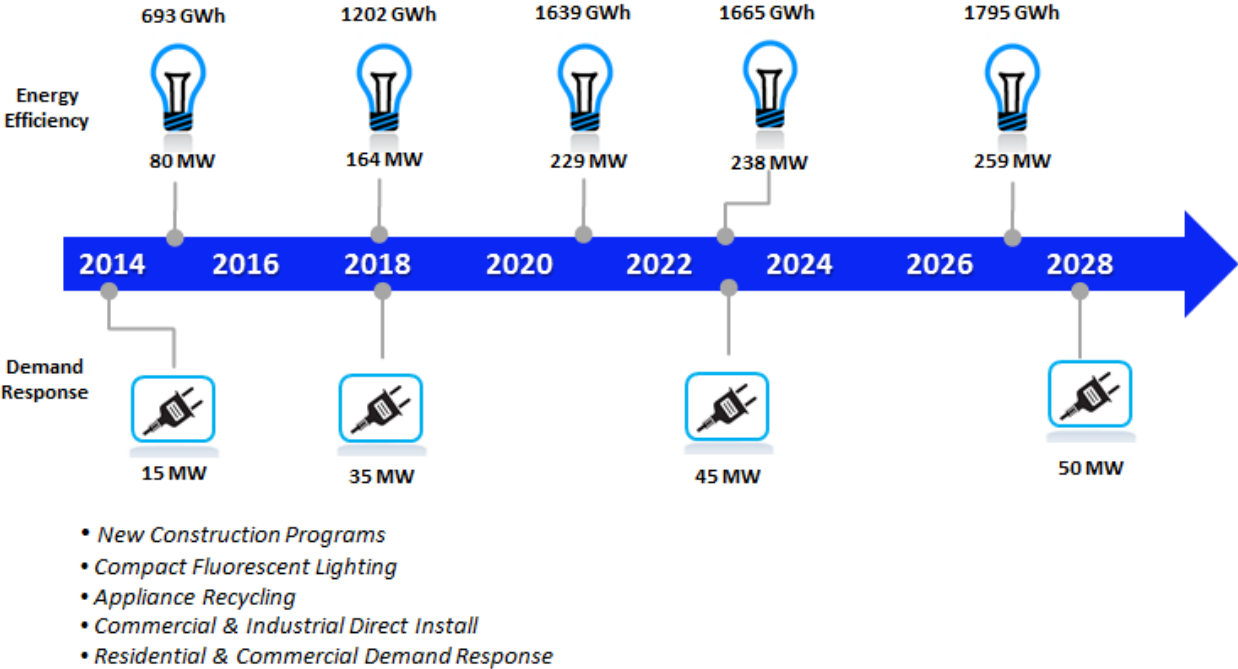 693 GWh 1202 GWh 1639 GWh 1665 GWh 1795 GWh
Energy
Efficiency
80 MW 164 MW 229 MW 238 MW 259 MW
2014 2016 2018 2020 2022 2024 2026 2028
Demand
Response
15 MW 35 MW 45 MW 50 MW
• New Construction Programs
• Compact Fluorescent Lighting
• Appliance Recycling
• Commercial & Industrial Direct Install
• Residential & Commercial Demand Response